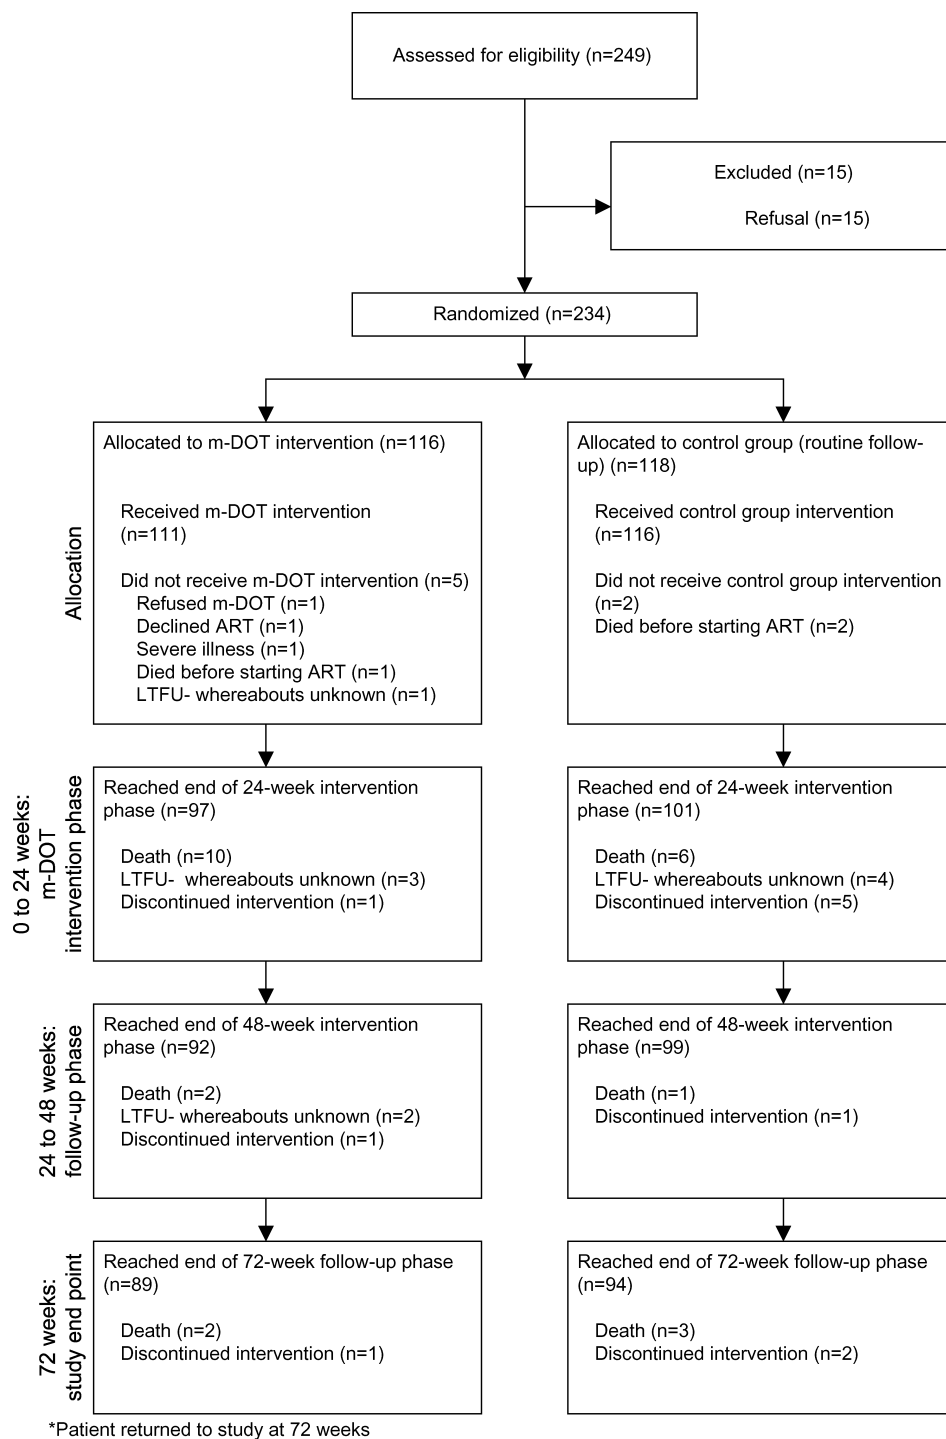 Assessed for eligibility (n=249)
Excluded (n=15)
Refusal (n=15)
Randomized (n=234)
Allocation
Allocated to m-DOT intervention (n=116)
Received m-DOT intervention
(n=111)
Did not receive m-DOT intervention (n=5)
Refused m-DOT (n=1)
Declined ART (n=1)
Severe illness (n=1)
Died before starting ART (n=1)
LTFU- whereabouts unknown (n=1)
Allocated to control group (routine follow-
up) (n=118)
Received control group intervention
(n=116)
Did not receive control group intervention
(n=2)
Died before starting ART (n=2)
0 to 24 weeks:
m-DOT
intervention phase
Reached end of 24-week intervention
phase (n=97)
Death (n=10)
LTFU- whereabouts unknown (n=3)
Discontinued intervention (n=1)
Reached end of 24-week intervention
phase (n=101)
Death (n=6)
LTFU- whereabouts unknown (n=4)
Discontinued intervention (n=5)
24 to 48 weeks:
follow-up phase
Reached end of 48-week intervention
phase (n=92)
Death (n=2)
LTFU- whereabouts unknown (n=2)
Discontinued intervention (n=1)
Reached end of 48-week intervention
phase (n=99)
Death (n=1)
Discontinued intervention (n=1)
72 weeks:
study end point
Reached end of 72-week follow-up phase
(n=89)
Death (n=2)
Discontinued intervention (n=1)
Reached end of 72-week follow-up phase
(n=94)
Death (n=3)
Discontinued intervention (n=2)
*Patient returned to study at 72 weeks